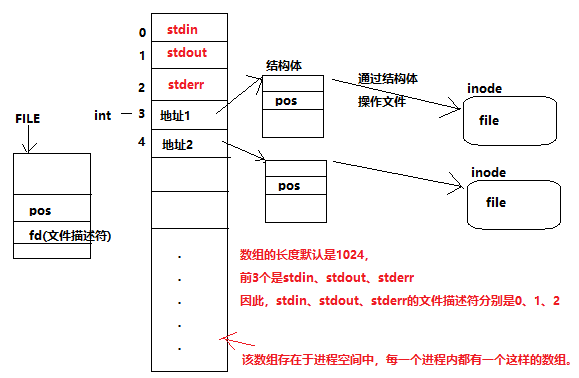 0 stdin
1 stdout
2 stderr
int 3 地址1
4 地址2
FILE
pos
fd(文件描述符)
结构体
pos
pos
通过结构体
操作文件
inode
file
inode
file
数组的长度默认是1024，
前3个是stdin、stdout、stderr
因此，stdin、stdout、stderr的文件描述符分别是0、1、2
该数组存在于进程空间中，每一个进程内都有一个这样的数组。